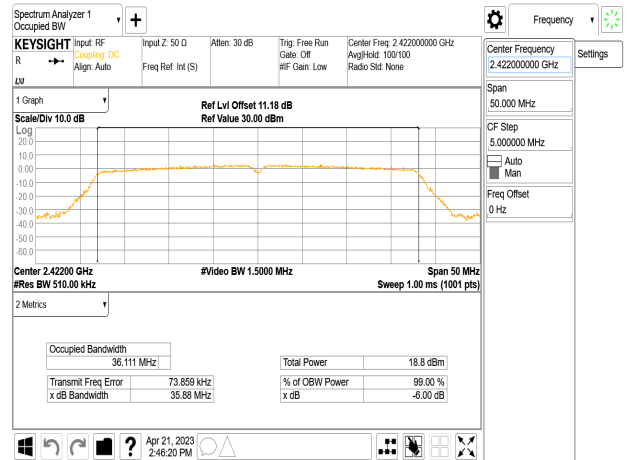 Spectrum Analyzer 1
Occupied BW
Frequency
KEYSIGHT
R
LXI
Input: RF
Coupling: DC
Align: Auto
Input Z: 50 Ω
Freq Ref: Int (S)
Atten: 30 dB
Trig: Free Run
Gate: Off
#IF Gain: Low
Center Freq: 2.422000000 GHz
Avg|Hold: 100/100
Radio Std: None
Center Frequency
2.422000000 GHz
Settings
Span
50.000 MHz
CF Step
5.000000 MHz
Auto
Man
Freq Offset
0 Hz
1 Graph
Scale/Div 10.0 dB
Ref Lvl Offset 11.18 dB
Ref Value 30.00 dBm
Log
20.0
10.0
0.00
-10.0
-20.0
-30.0
-40.0
-50.0
-60.0
Center 2.42200 GHz
#Video BW 1.5000 MHz
Span 50 MHz
#Res BW 510.00 kHz
Sweep 1.00 ms (1001 pts)
2 Metrics
Occupied Bandwidth
36.111 MHz
Total Power 18.8 dBm
Transmit Freq Error 73.859 kHz
% of OBW Power 99.00 %
x dB Bandwidth 35.88 MHz
x dB -6.00 dB
Apr 21, 2023
2:46:20 PM